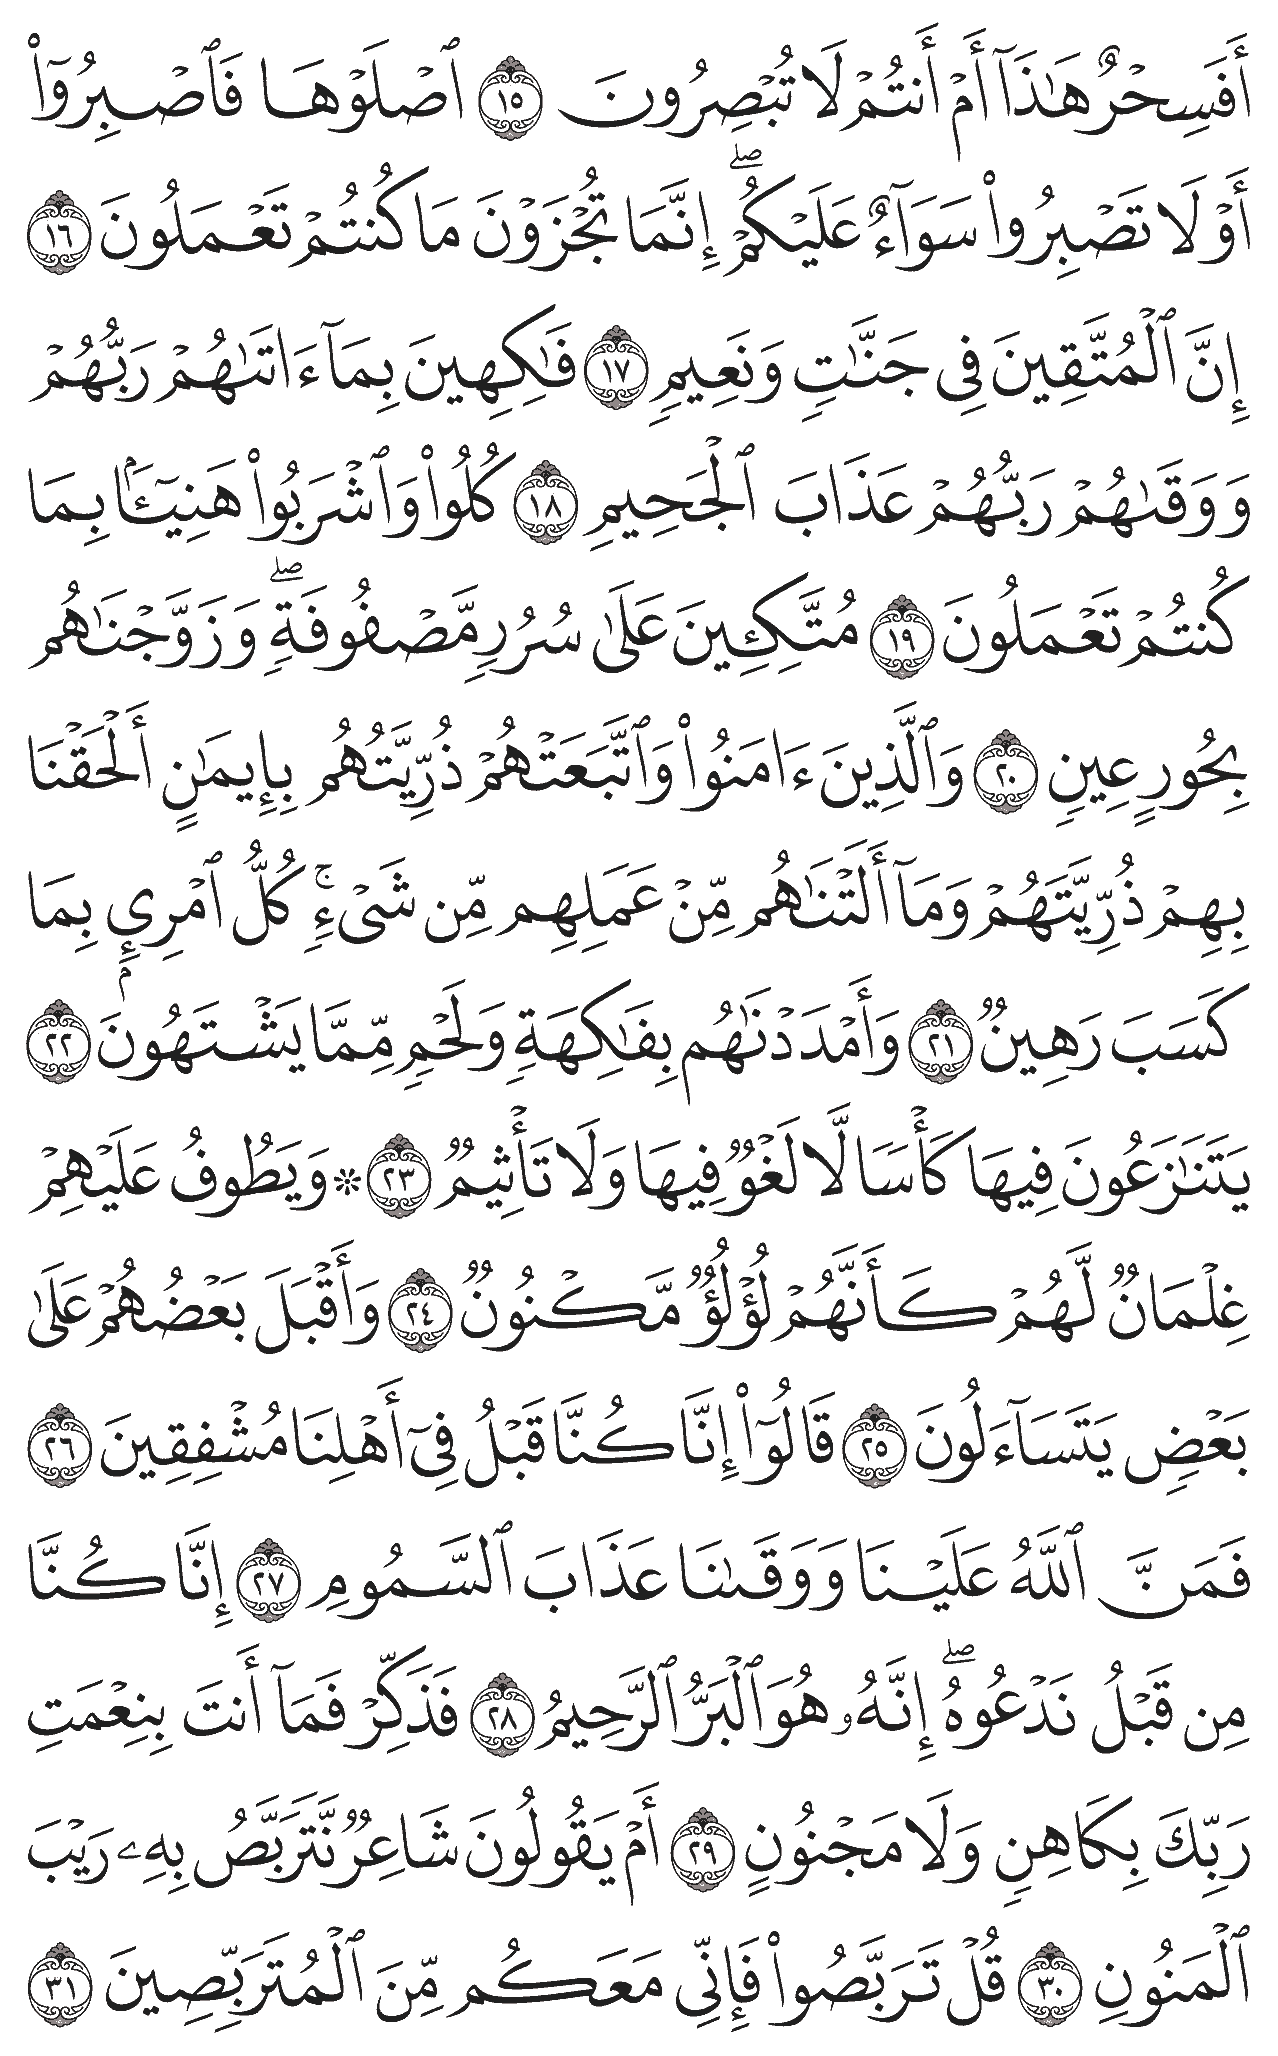 أَفَسِحْرٌ هَـٰذَآ أَمْ أَنتُمْ لَا تُبْصِرُونَ ١٥ ٱصْلَوْهَا فَٱصْبِرُوٓا۟
أَوْ لَا تَصْبِرُوا۟ سَوَآءٌ عَلَيْكُمْ ۖ إِنَّمَا تُجْزَوْنَ مَا كُنتُمْ تَعْمَلُونَ ١٦
إِنَّ ٱلْمُتَّقِينَ فِى جَنَّـٰتٍ وَنَعِيمٍ ١٧ فَـٰكِهِينَ بِمَآ ءَاتَىٰهُمْ رَبُّهُمْ
وَوَقَىٰهُمْ رَبُّهُمْ عَذَابَ ٱلْجَحِيمِ ١٨ كُلُوا۟ وَٱشْرَبُوا۟ هَنِيٓـًٔۢا بِمَا
كُنتُمْ تَعْمَلُونَ ١٩ مُتَّكِـِٔينَ عَلَىٰ سُرُرٍ مَّصْفُوفَةٍ ۖ وَزَوَّجْنَـٰهُم
بِحُورٍ عِينٍ ٢٠ وَٱلَّذِينَ ءَامَنُوا۟ وَٱتَّبَعَتْهُمْ ذُرِّيَّتُهُم بِإِيمَـٰنٍ أَلْحَقْنَا
بِهِمْ ذُرِّيَّتَهُمْ وَمَآ أَلَتْنَـٰهُم مِّنْ عَمَلِهِم مِّن شَىْءٍ ۚ كُلُّ ٱمْرِئٍۭ بِمَا
كَسَبَ رَهِينٌ ٢١ وَأَمْدَدْنَـٰهُم بِفَـٰكِهَةٍ وَلَحْمٍ مِّمَّا يَشْتَهُونَ ٢٢
يَتَنَـٰزَعُونَ فِيهَا كَأْسًا لَّا لَغْوٌ فِيهَا وَلَا تَأْثِيمٌ ٢٣ ۞ وَيَطُوفُ عَلَيْهِمْ
غِلْمَانٌ لَّهُمْ كَأَنَّهُمْ لُؤْلُؤٌ مَّكْنُونٌ ٢٤ وَأَقْبَلَ بَعْضُهُمْ عَلَىٰ
بَعْضٍ يَتَسَآءَلُونَ ٢٥ قَالُوٓا۟ إِنَّا كُنَّا قَبْلُ فِىٓ أَهْلِنَا مُشْفِقِينَ ٢٦
فَمَنَّ ٱللَّهُ عَلَيْنَا وَوَقَىٰنَا عَذَابَ ٱلسَّمُومِ ٢٧ إِنَّا كُنَّا
مِن قَبْلُ نَدْعُوهُ ۖ إِنَّهُۥ هُوَ ٱلْبَرُّ ٱلرَّحِيمُ ٢٨ فَذَكِّرْ فَمَآ أَنتَ بِنِعْمَتِ
رَبِّكَ بِكَاهِنٍ وَلَا مَجْنُونٍ ٢٩ أَمْ يَقُولُونَ شَاعِرٌ نَّتَرَبَّصُ بِهِۦ رَيْبَ
ٱلْمَنُونِ ٣٠ قُلْ تَرَبَّصُوا۟ فَإِنِّى مَعَكُم مِّنَ ٱلْمُتَرَبِّصِينَ ٣١